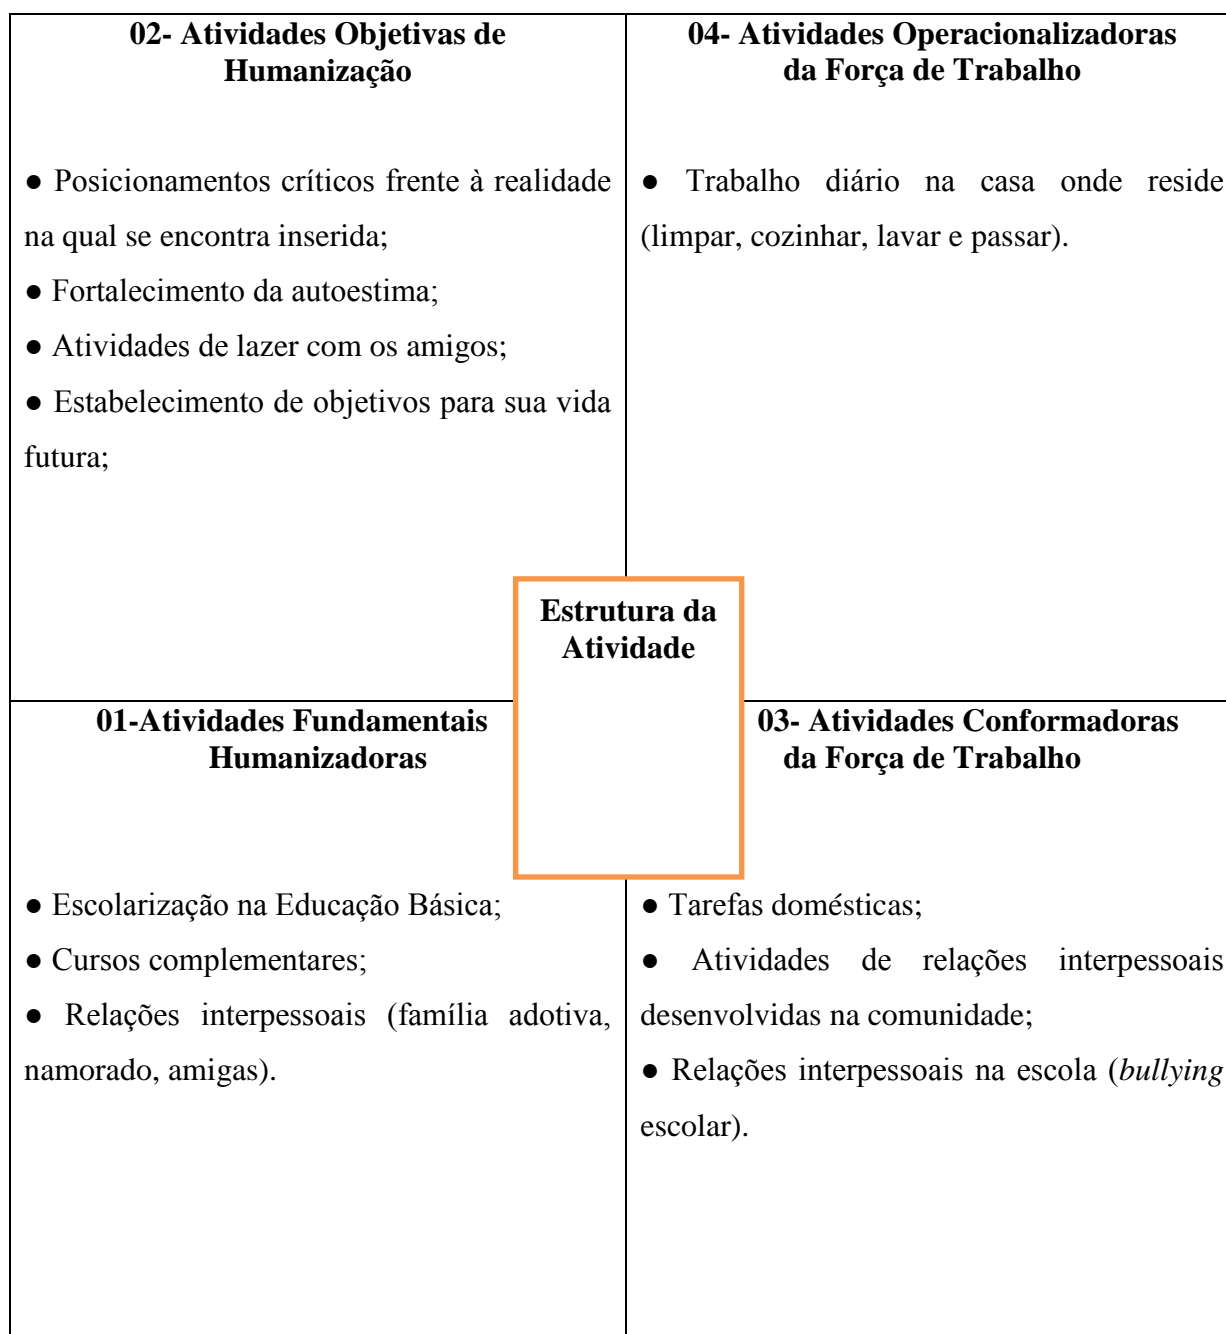 02- Atividades Objetivas de
Humanização
● Posicionamentos críticos frente à realidade
na qual se encontra inserida;
● Fortalecimento da autoestima;
● Atividades de lazer com os amigos;
● Estabelecimento de objetivos para sua vida
futura;
04- Atividades Operacionalizadoras
da Força de Trabalho
● Trabalho diário na casa onde reside
(limpar, cozinhar, lavar e passar).
Estrutura da
Atividade
01-Atividades Fundamentais
Humanizadoras
● Escolarização na Educação Básica;
● Cursos complementares;
● Relações interpessoais (família adotiva,
namorado, amigas).
03- Atividades Conformadoras
da Força de Trabalho
● Tarefas domésticas;
● Atividades de relações interpessoais
desenvolvidas na comunidade;
● Relações interpessoais na escola (bullying
escolar).